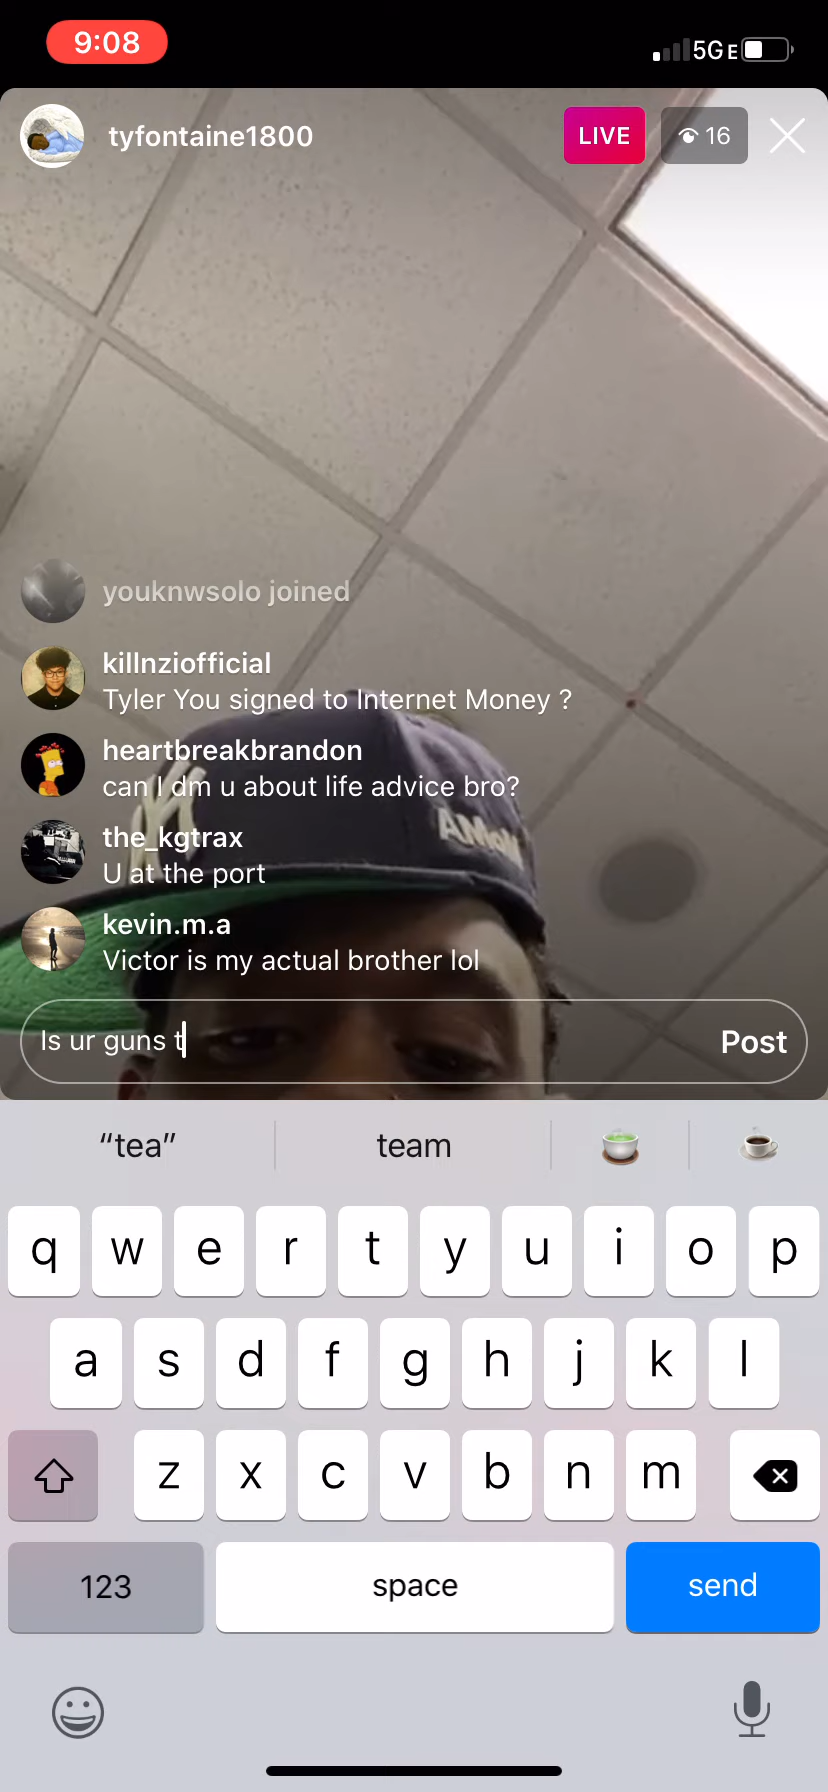 9:08
5G E
tyfontaine1800
LIVE
16
youknwsolo joined
killnziofficial
Tyler You signed to Internet Money ?
heartbreakbrandon
can I dm u about life advice bro?
the_kgtrax
U at the port
kevin.m.a
Victor is my actual brother lol
Is ur guns t
Post
“tea”
team
q w e r t y u i o p
a s d f g h j k l
z x c v b n m
123
space
send